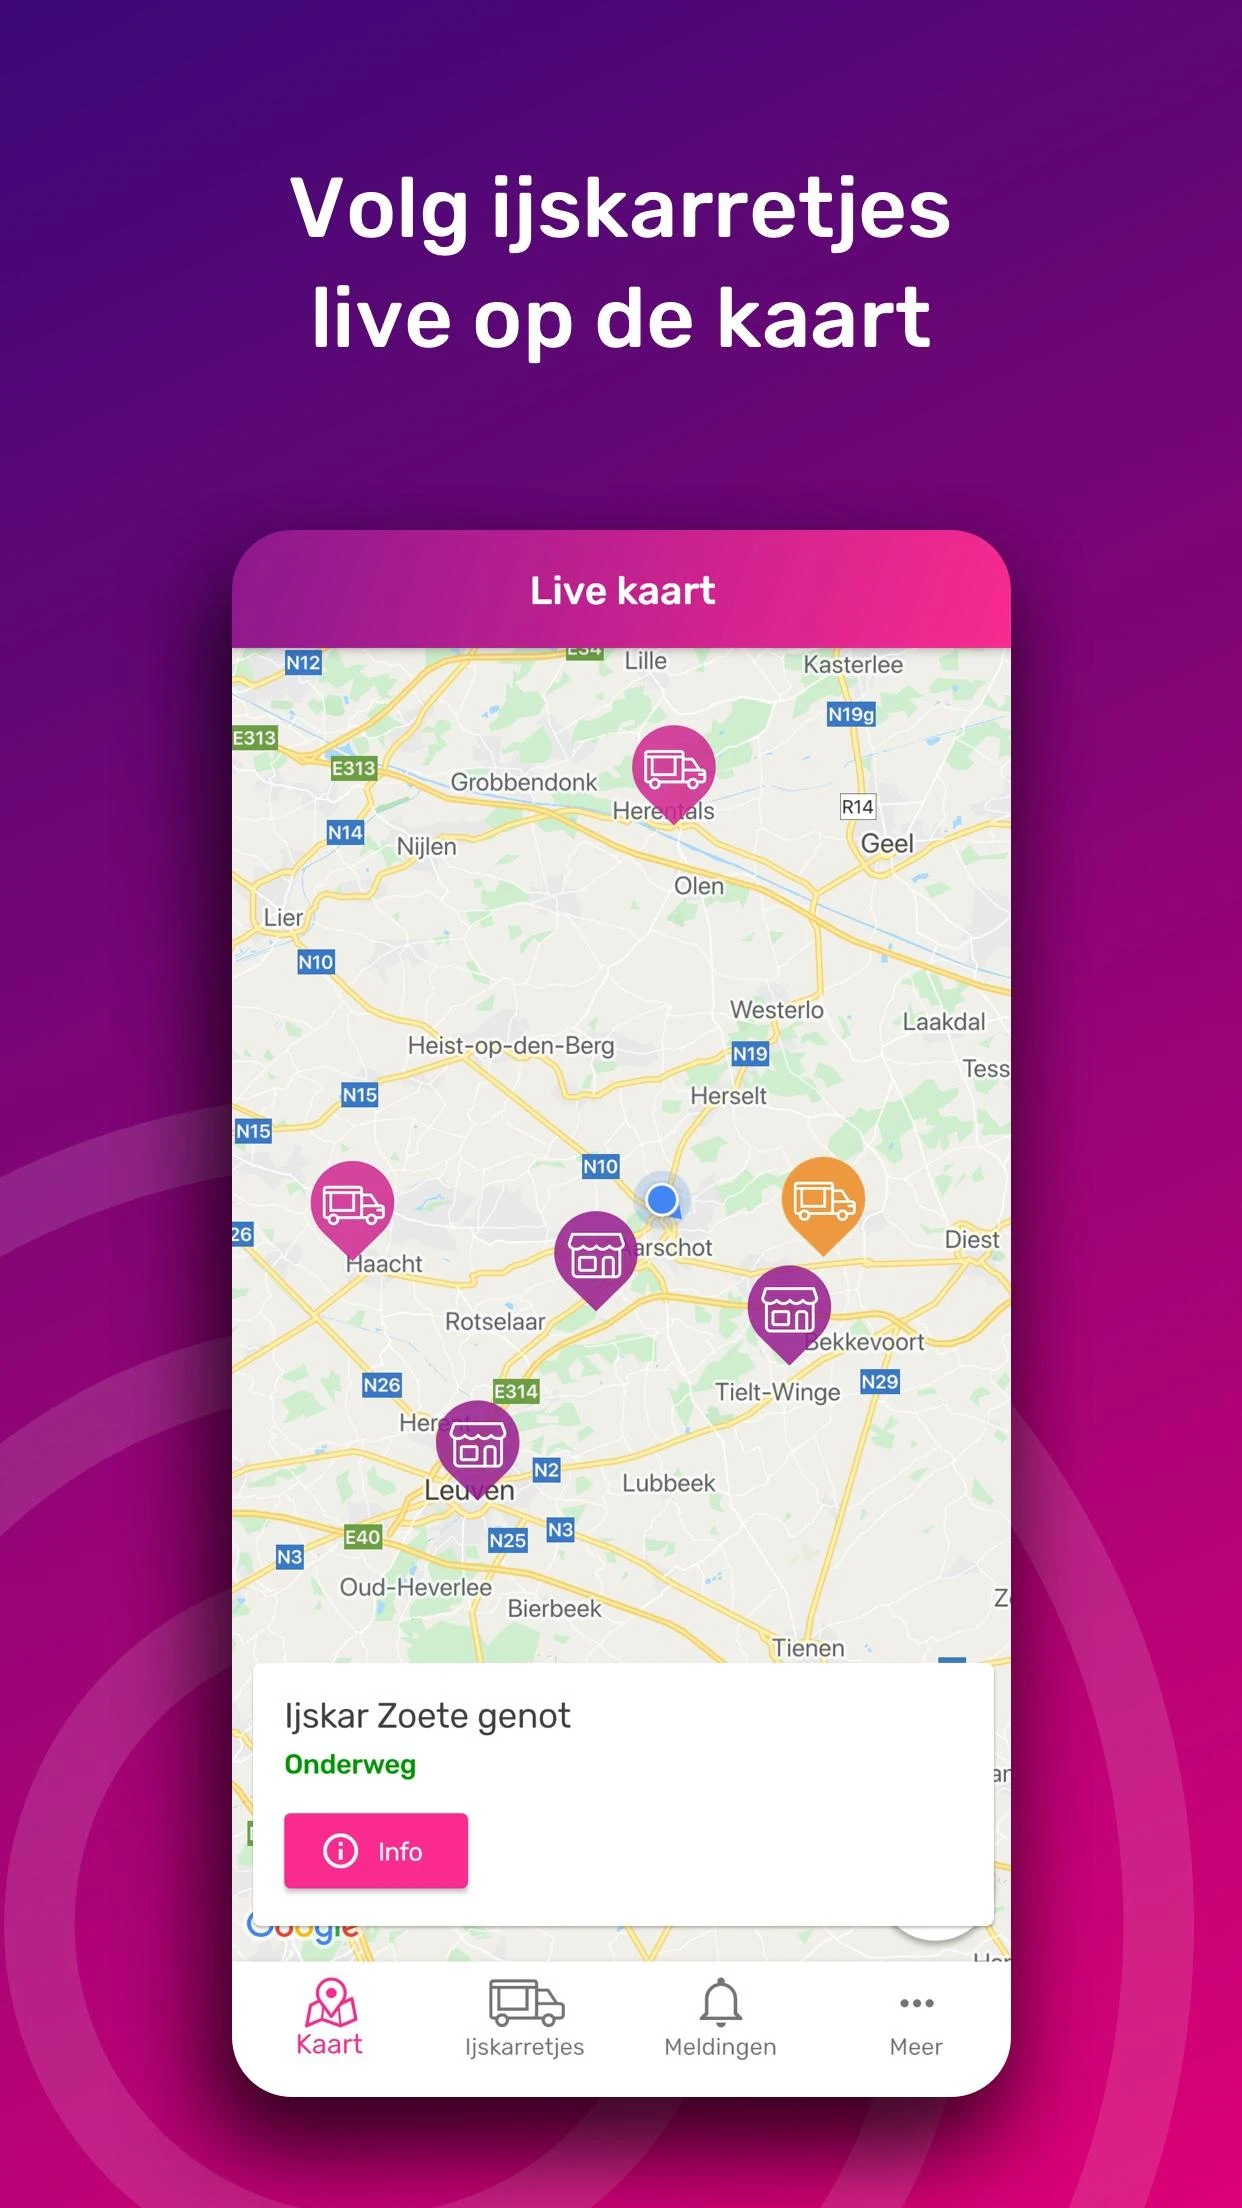 Volg ijskarretjes
live op de kaart
Live kaart
N12
E34
Lille
Kasterlee
N19g
E313
E313
Grobbendonk
Herentals
R14
N14
Nijlen
Geel
Olen
Lier
N10
Westerlo
Laakdal
Heist-op-den-Berg
N19
Tess
N15
Herselt
N15
N10
26
Aarschot
Diest
Haacht
Rotselaar
Bekkevoort
N26
E314
Tielt-Winge
N29
Herent
N2
Lubbeek
Leuven
E40
N25
N3
N3
Oud-Heverlee
Bierbeek
Tienen
Ijskar Zoete genot
Onderweg
Info
Google
Kaart
Ijskarretjes
Meldingen
Meer